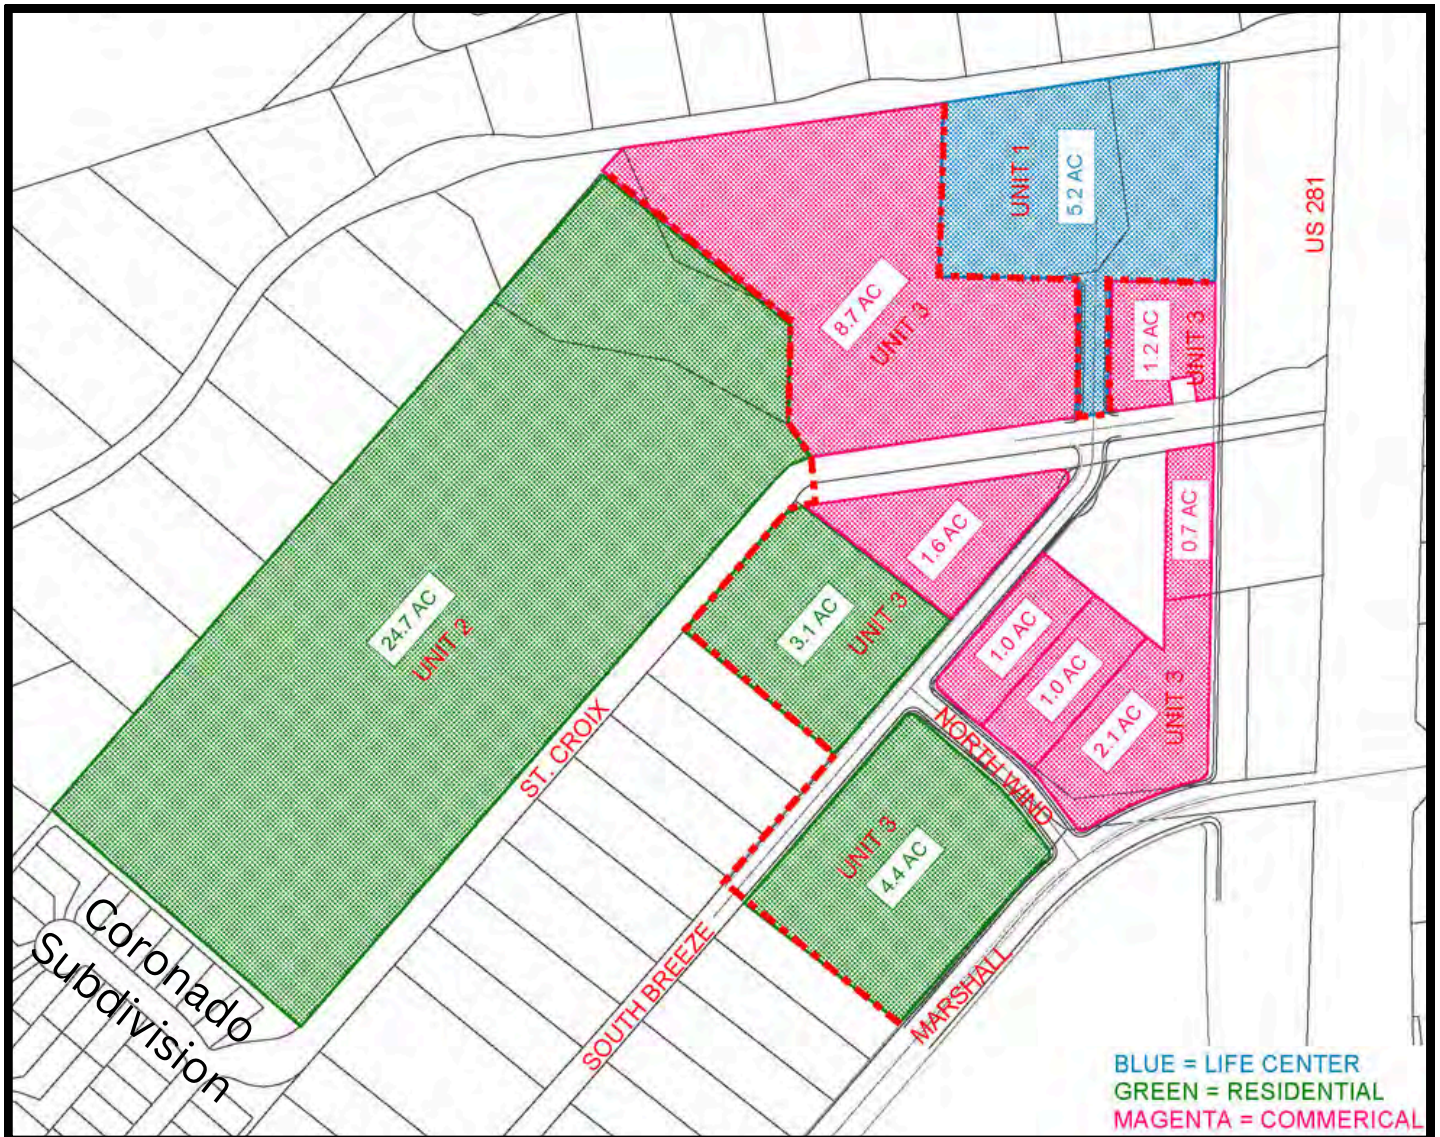 UNIT 1
5.2 AC
US 281
8.7 AC
UNIT 3
1.2 AC
UNIT 3
0.7 AC
1.6 AC
24.7 AC
UNIT 2
3.1 AC
UNIT 3
1.0 AC
1.0 AC
2.1 AC
UNIT 3
ST. CROIX
NORTH WIND
UNIT 3
4.4 AC
SOUTH BREEZE
MARSHALL
Coronado
Subdivision
BLUE = LIFE CENTER
GREEN = RESIDENTIAL
MAGENTA = COMMERICAL